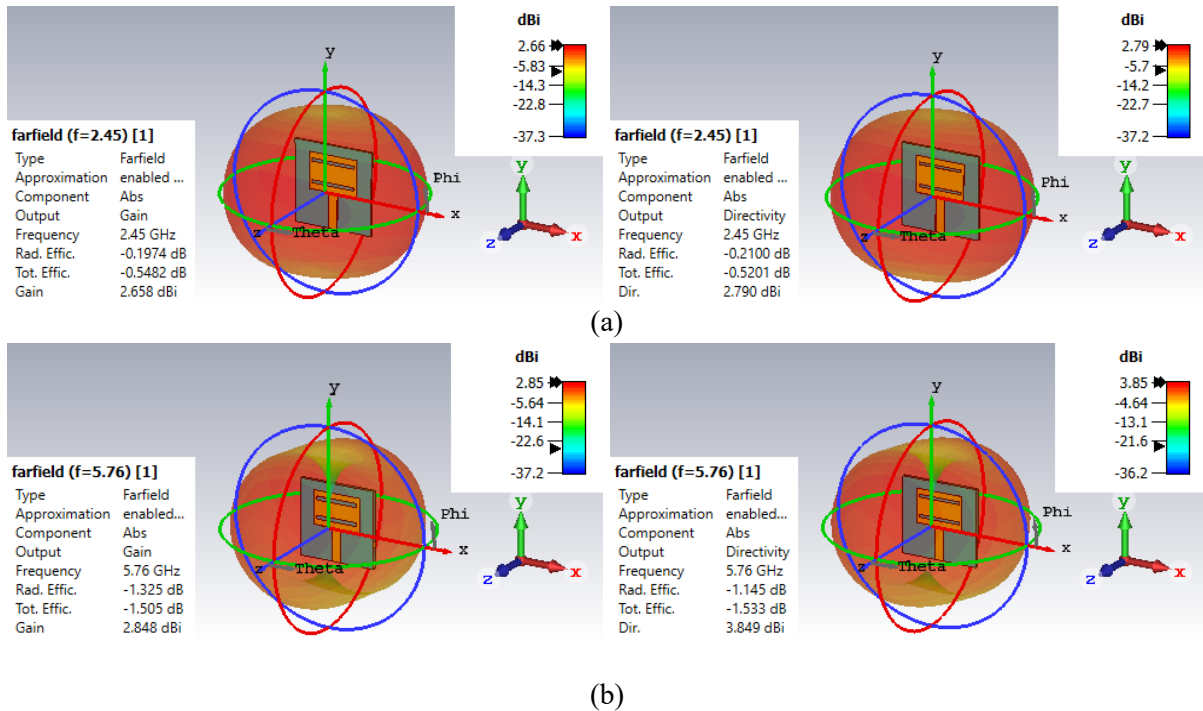 dBi
2.66
-5.83
-14.3
-22.8
-37.3
y
farfield (f=2.45) [1]
Type Farfield
Approximation enabled ...
Component Abs
Output Gain
Frequency 2.45 GHz
Rad. Effic. -0.1974 dB
Tot. Effic. -0.5482 dB
Gain 2.658 dBi
Phi
x
z
Theta
y
z
x
dBi
2.79
-5.7
-14.3
-22.7
-37.2
y
farfield (f=2.45) [1]
Type Farfield
Approximation enabled ...
Component Abs
Output Directivity
Frequency 2.45 GHz
Rad. Effic. -0.2100 dB
Tot. Effic. -0.5201 dB
Dir. 2.790 dBi
Phi
x
z
Theta
y
z
x
(a)
dBi
2.85
-5.64
-14.1
-22.6
-37.2
y
farfield (f=5.76) [1]
Type Farfield
Approximation enabled...
Component Abs
Output Gain
Frequency 5.76 GHz
Rad. Effic. -1.325 dB
Tot. Effic. -1.505 dB
Gain 2.848 dBi
Phi
x
z
Theta
y
z
x
dBi
3.85
-4.64
-13.1
-21.6
-36.2
y
farfield (f=5.76) [1]
Type Farfield
Approximation enabled...
Component Abs
Output Directivity
Frequency 5.76 GHz
Rad. Effic. -1.145 dB
Tot. Effic. -1.533 dB
Dir. 3.849 dBi
Phi
x
z
Theta
y
z
x
(b)